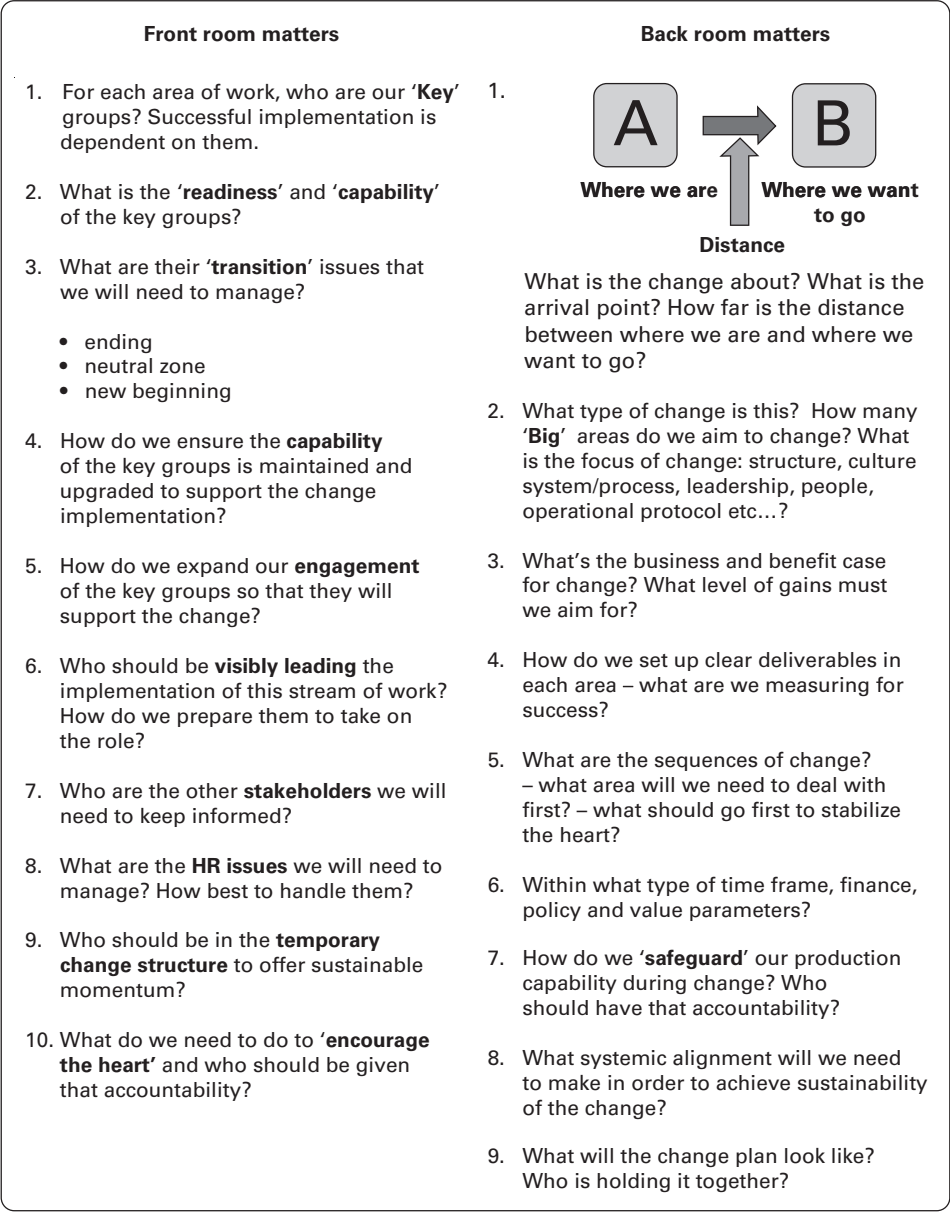 Front room matters
1. For each area of work, who are our ‘Key’
groups? Successful implementation is
dependent on them.
2. What is the ‘readiness’ and ‘capability’
of the key groups?
3. What are their ‘transition’ issues that
we will need to manage?
• ending
• neutral zone
• new beginning
4. How do we ensure the capability
of the key groups is maintained and
upgraded to support the change
implementation?
5. How do we expand our engagement
of the key groups so that they will
support the change?
6. Who should be visibly leading the
implementation of this stream of work?
How do we prepare them to take on
the role?
7. Who are the other stakeholders we will
need to keep informed?
8. What are the HR issues we will need to
manage? How best to handle them?
9. Who should be in the temporary
change structure to offer sustainable
momentum?
10. What do we need to do to ‘encourage
the heart’ and who should be given
that accountability?
Back room matters
1.
A
B
Where we are
Where we want
to go
Distance
What is the change about? What is the
arrival point? How far is the distance
between where we are and where we
want to go?
2. What type of change is this? How many
‘Big’ areas do we aim to change? What
is the focus of change: structure, culture
system/process, leadership, people,
operational protocol etc…?
3. What’s the business and benefit case
for change? What level of gains must
we aim for?
4. How do we set up clear deliverables in
each area – what are we measuring for
success?
5. What are the sequences of change?
– what area will we need to deal with
first? – what should go first to stabilize
the heart?
6. Within what type of time frame, finance,
policy and value parameters?
7. How do we ‘safeguard’ our production
capability during change? Who
should have that accountability?
8. What systemic alignment will we need
to make in order to achieve sustainability
of the change?
9. What will the change plan look like?
Who is holding it together?